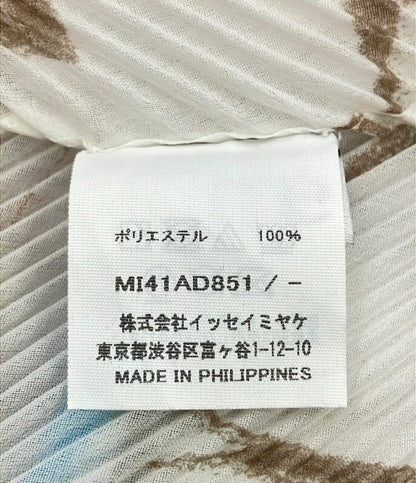 ポリエステル 100%
MI41AD851 / -
株式会社イッセイミヤケ
東京都渋谷区富ヶ谷1-12-10
MADE IN PHILIPPINES